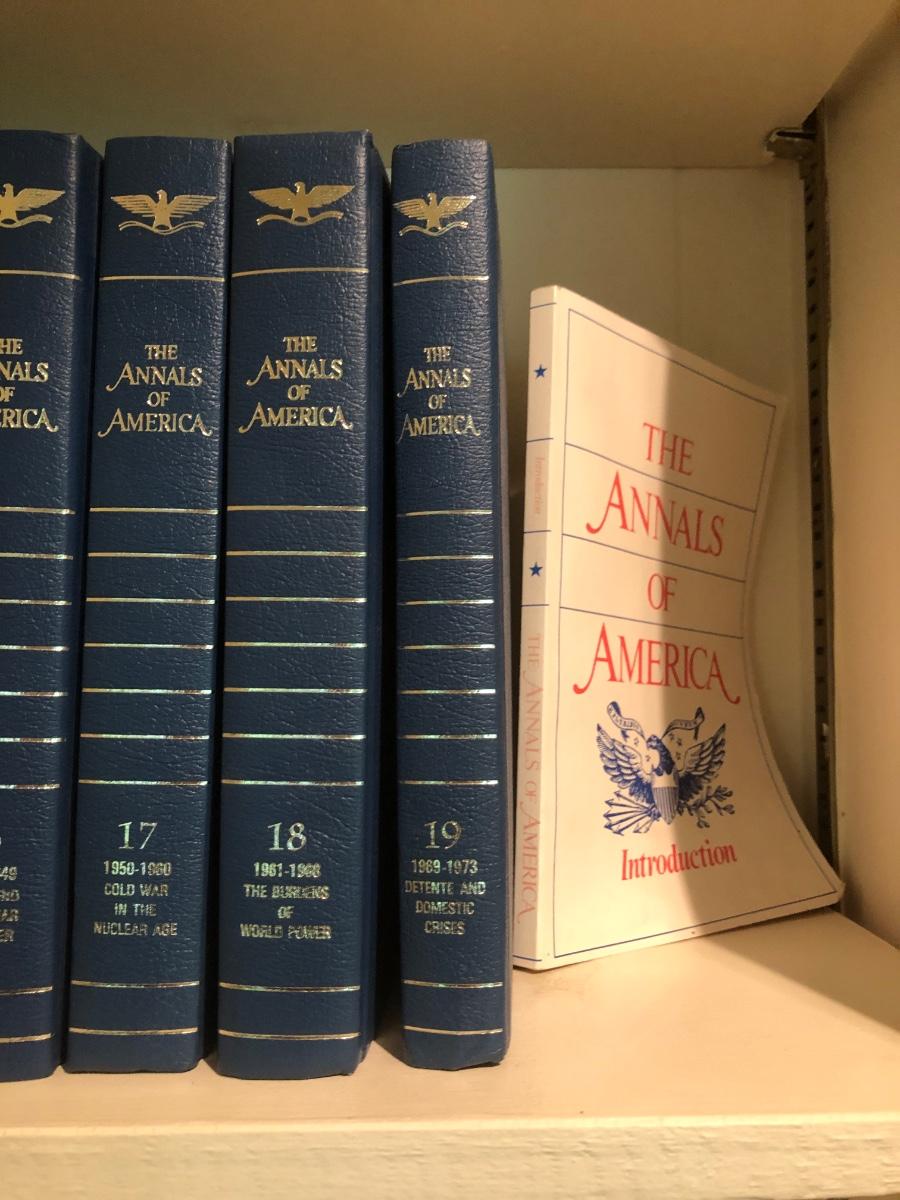 THE
ANNALS
OF
AMERICA
17
1950-1960
COLD WAR
IN THE
NUCLEAR AGE
THE
ANNALS
OF
AMERICA
18
1961-1968
THE BURDENS
OF
WORLD POWER
THE
ANNALS
OF
AMERICA
19
1969-1973
DETENTE AND
DOMESTIC
CRISES
Introduction
THE ANNALS OF AMERICA
THE
ANNALS
OF
AMERICA
Introduction